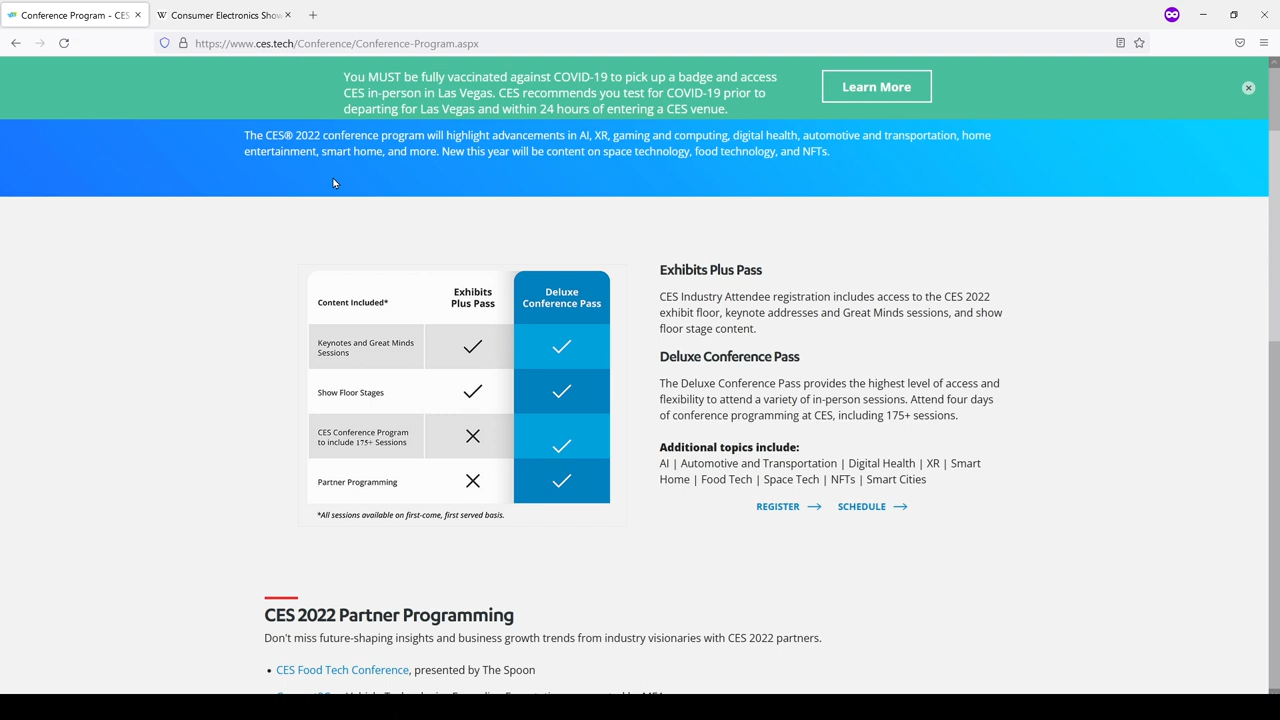 Conference Program - CES
Consumer Electronics Show
https://www.ces.tech/Conference/Conference-Program.aspx
You MUST be fully vaccinated against COVID-19 to pick up a badge and access
CES in-person in Las Vegas. CES recommends you test for COVID-19 prior to
departing for Las Vegas and within 24 hours of entering a CES venue.
Learn More
The CES® 2022 conference program will highlight advancements in AI, XR, gaming and computing, digital health, automotive and transportation, home
entertainment, smart home, and more. New this year will be content on space technology, food technology, and NFTs.
Content Included*
Exhibits
Plus Pass
Deluxe
Conference Pass
Keynotes and Great Minds
Sessions
Show Floor Stages
CES Conference Program
to include 175+ Sessions
Partner Programming
*All sessions available on first-come, first served basis.
Exhibits Plus Pass
CES Industry Attendee registration includes access to the CES 2022
exhibit floor, keynote addresses and Great Minds sessions, and show
floor stage content.
Deluxe Conference Pass
The Deluxe Conference Pass provides the highest level of access and
flexibility to attend a variety of in-person sessions. Attend four days
of conference programming at CES, including 175+ sessions.
Additional topics include:
AI | Automotive and Transportation | Digital Health | XR | Smart
Home | Food Tech | Space Tech | NFTs | Smart Cities
REGISTER
SCHEDULE
CES 2022 Partner Programming
Don't miss future-shaping insights and business growth trends from industry visionaries with CES 2022 partners.
• CES Food Tech Conference, presented by The Spoon